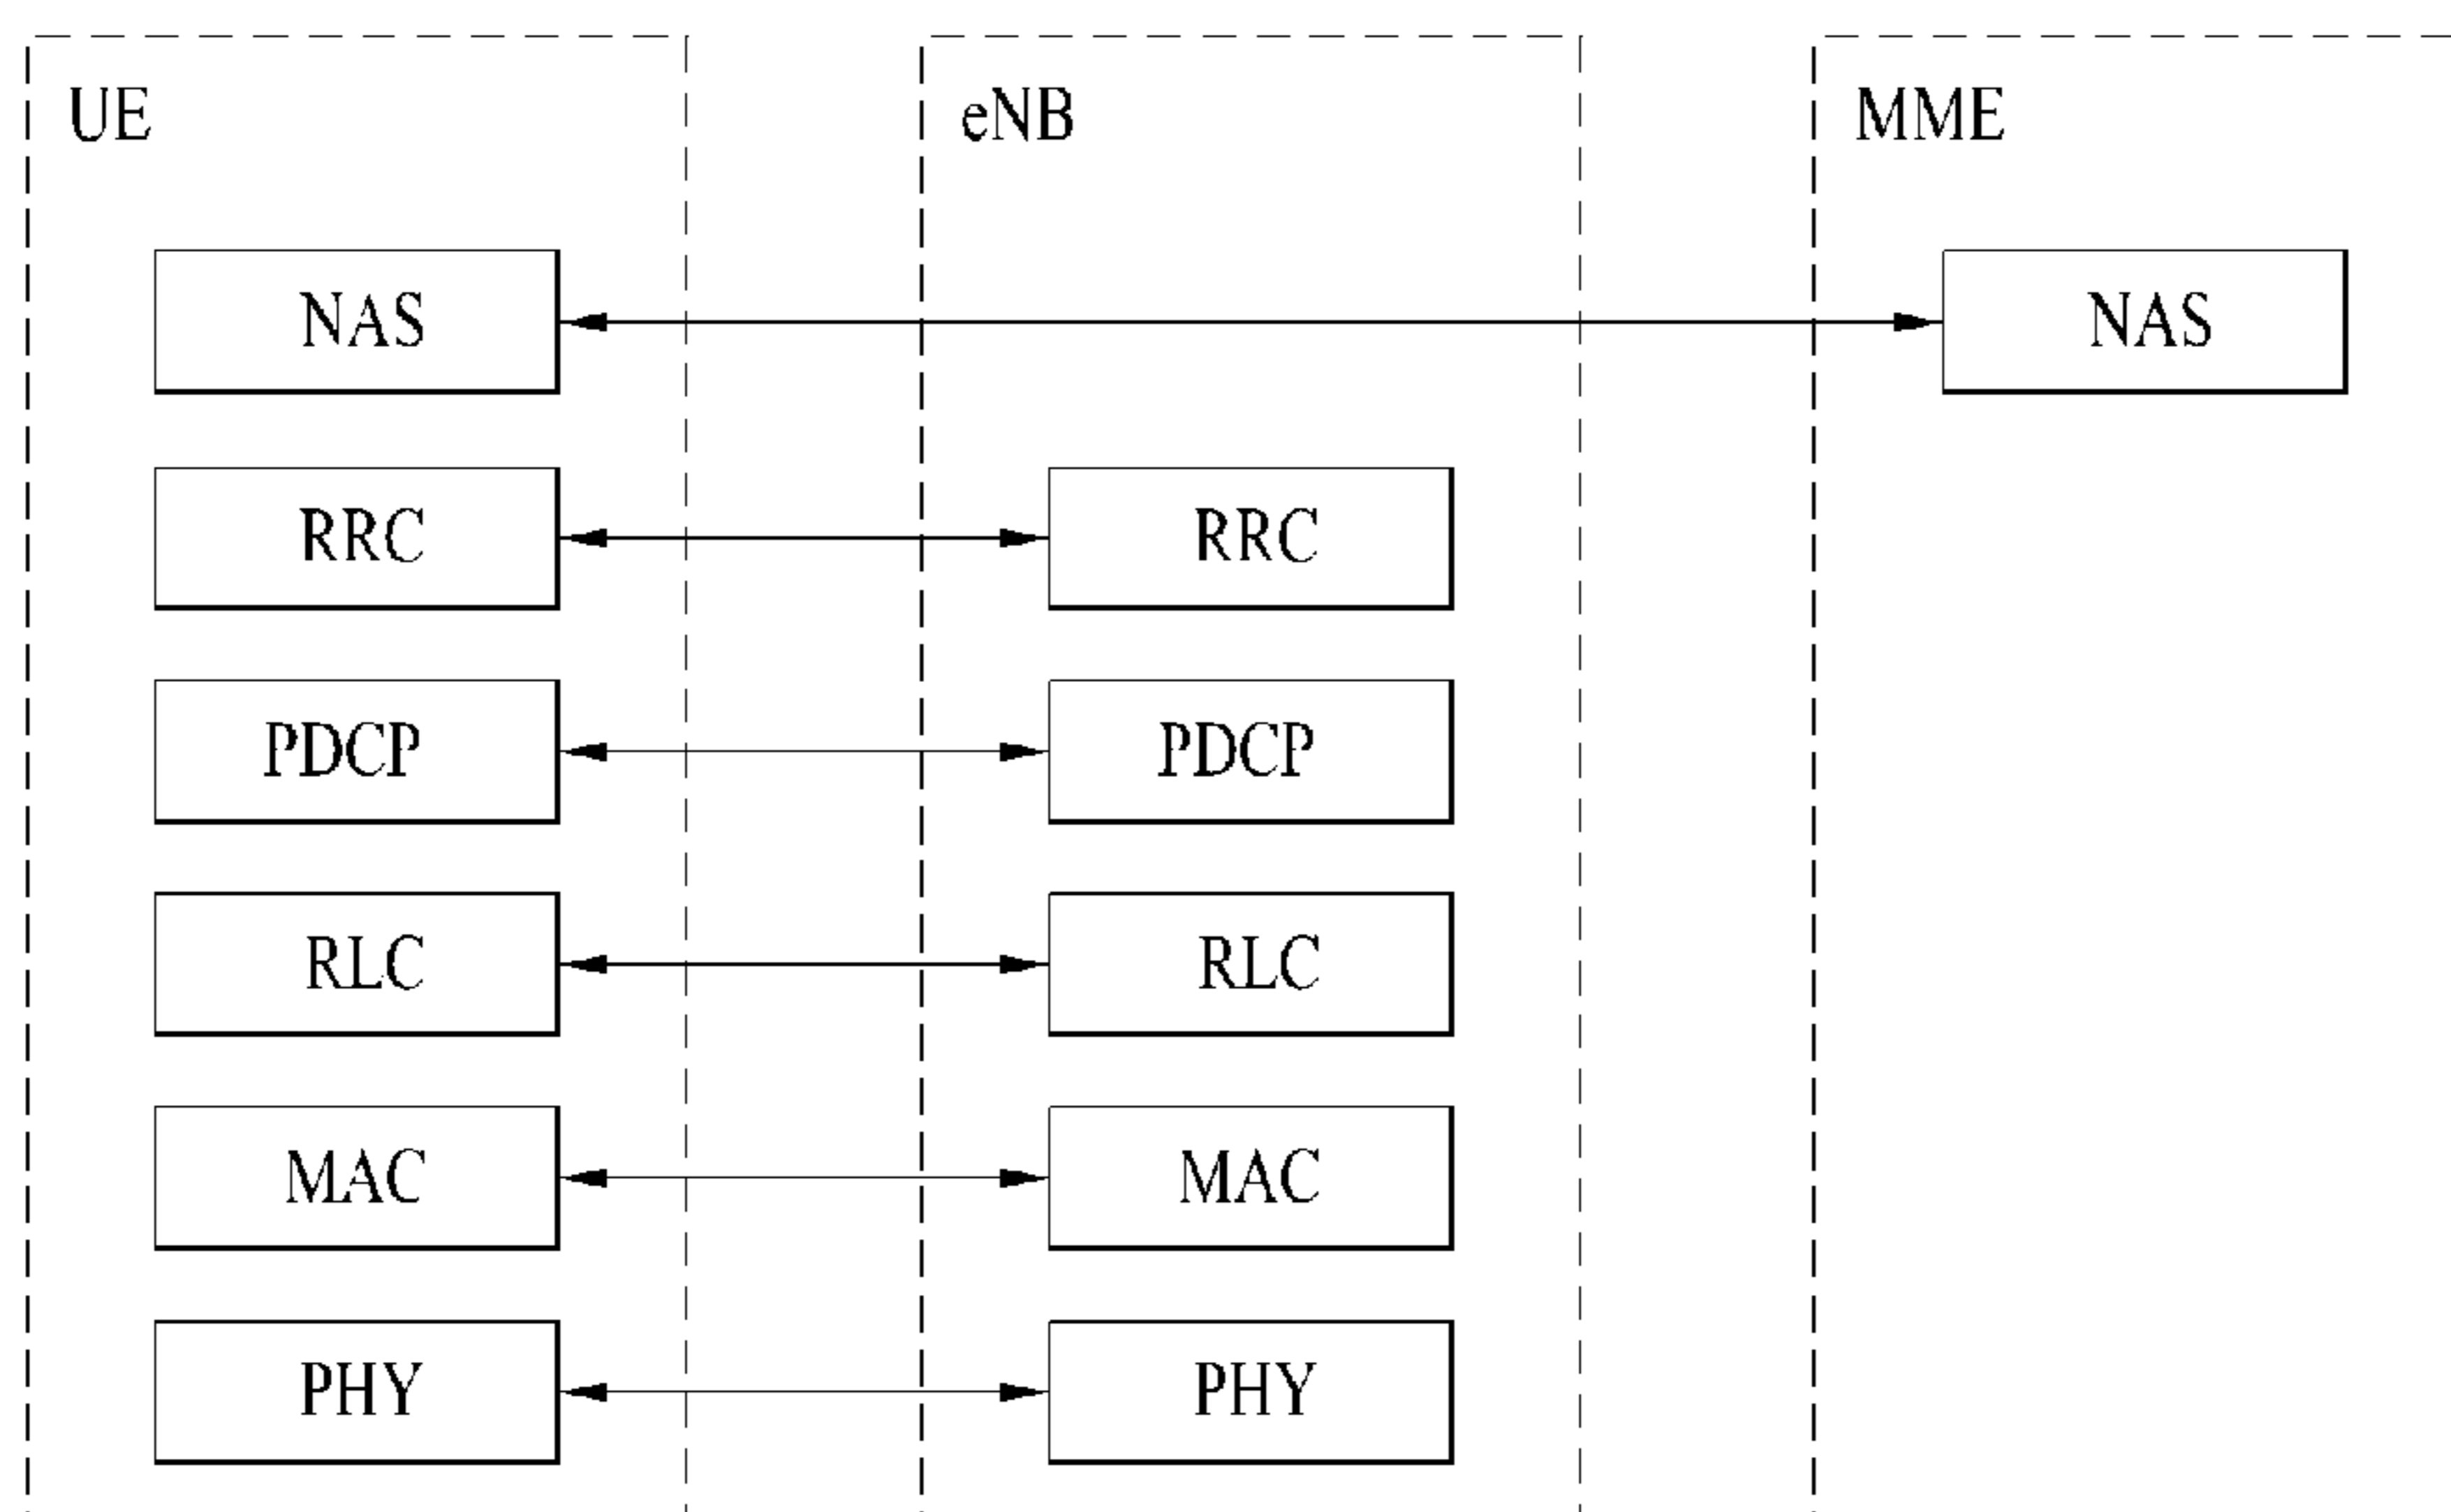 UE eNB MME
NAS NAS
RRC RRC
PDCP PDCP
RLC RLC
MAC MAC
PHY PHY